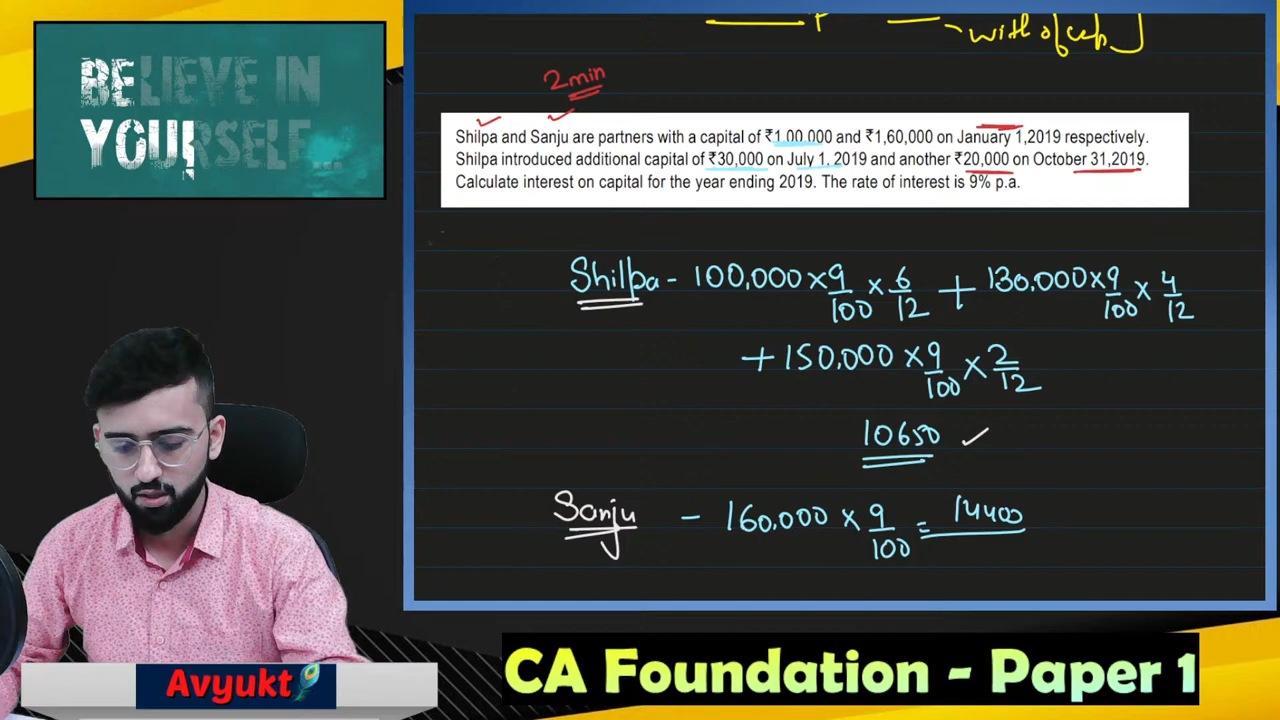 with of cap
BELIEVE IN
YOURSELF...
2 min
Shilpa and Sanju are partners with a capital of ₹1,00,000 and ₹1,60,000 on January 1,2019 respectively.
Shilpa introduced additional capital of ₹30,000 on July 1, 2019 and another ₹20,000 on October 31,2019.
Calculate interest on capital for the year ending 2019. The rate of interest is 9% p.a.
Shilpa - 100,000 × 9/100 × 6/12 + 130,000 × 9/100 × 4/12
+ 150,000 × 9/100 × 2/12
10650 ✓
Sanju - 160,000 × 9/100 = 14400
Avyukt
CA Foundation - Paper 1